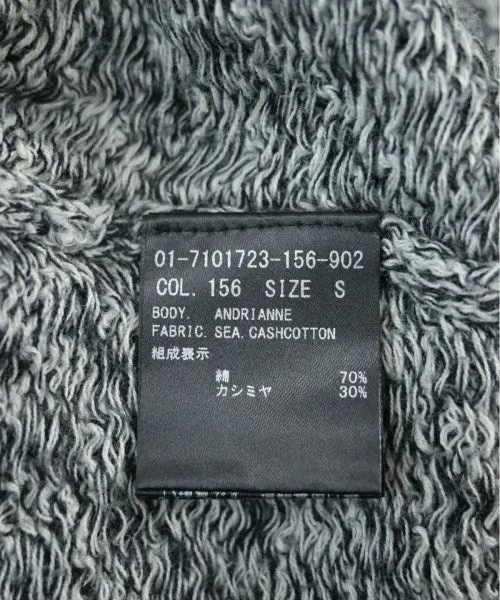 01-7101723-156-902
COL. 156 SIZE S
BODY. ANDRIANNE
FABRIC. SEA. CASHCOTTON
組成表示
綿 70%
カシミヤ 30%